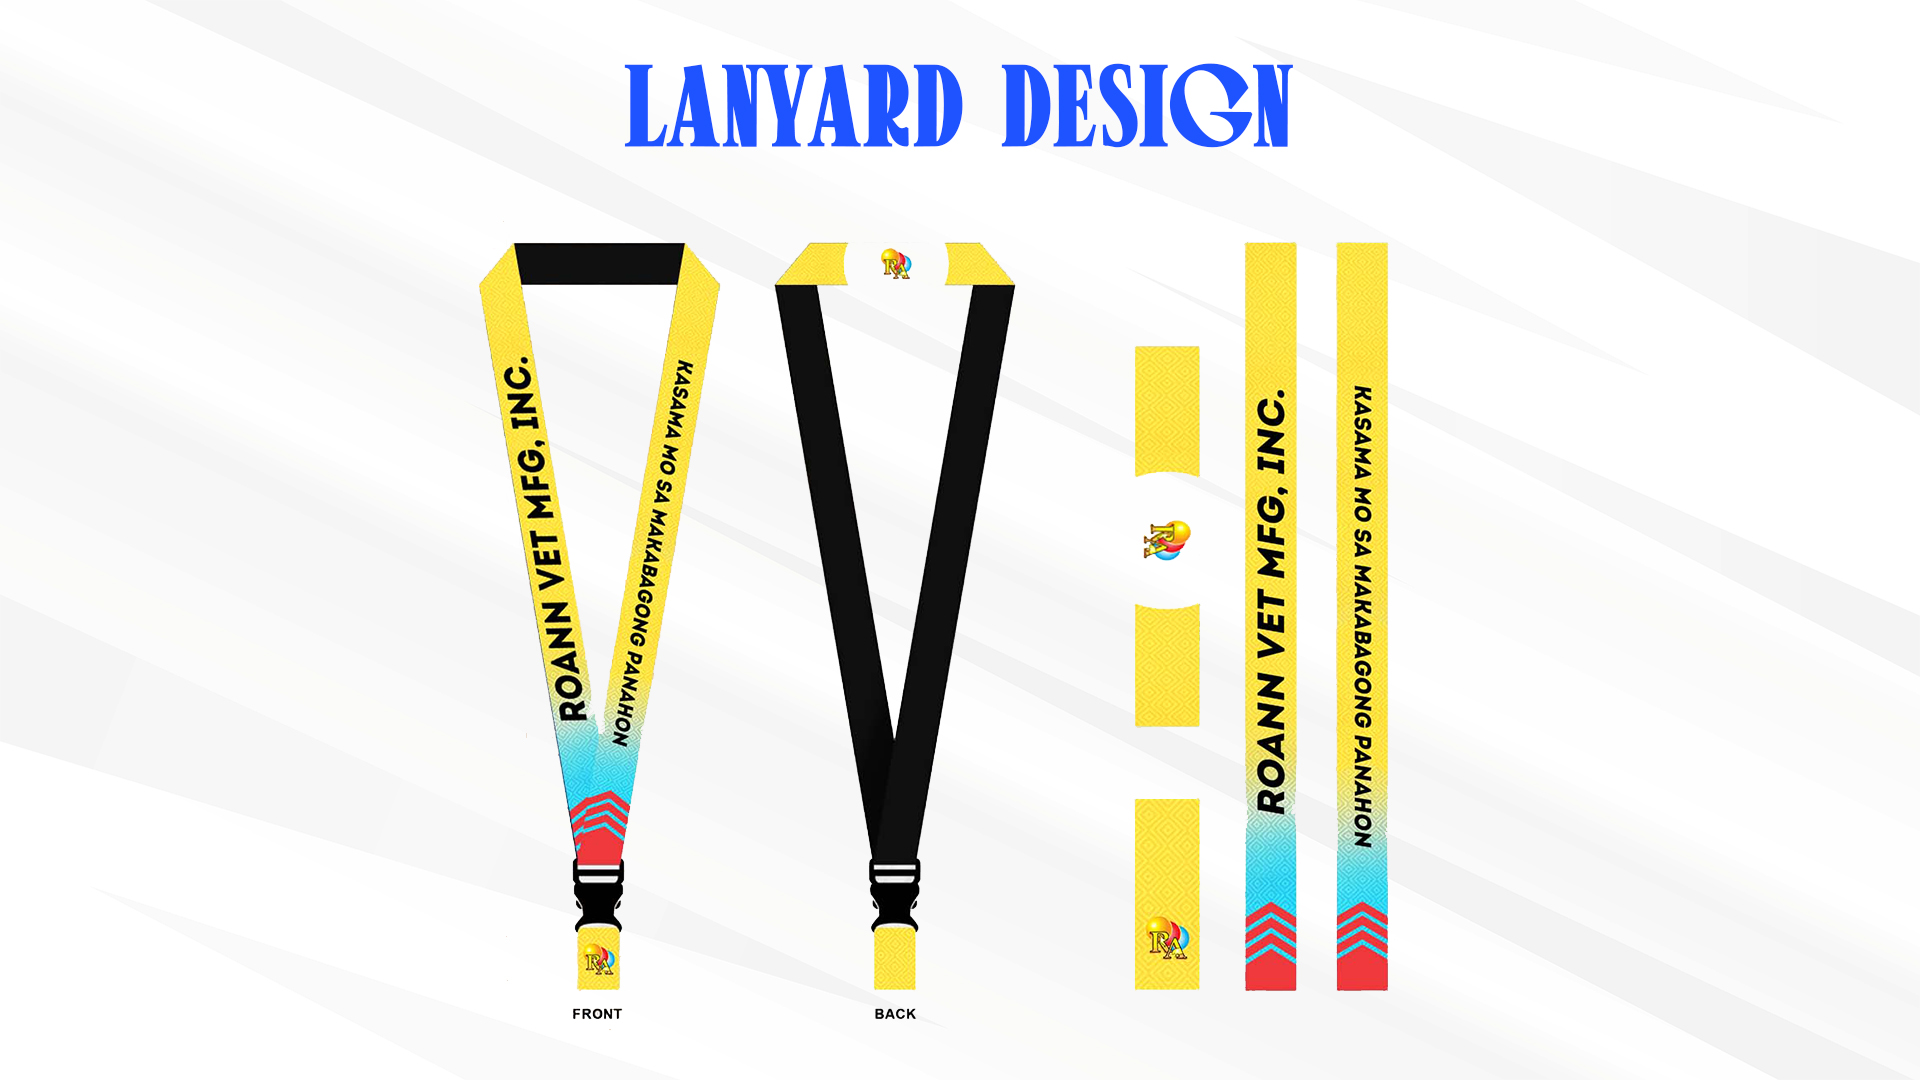 LANYARD DESIGN
ROANN VET MFG, INC.
KASAMA MO SA MAKABAGONG PANAHON
RA
FRONT
RA
BACK
RA
RA
ROANN VET MFG, INC.
KASAMA MO SA MAKABAGONG PANAHON